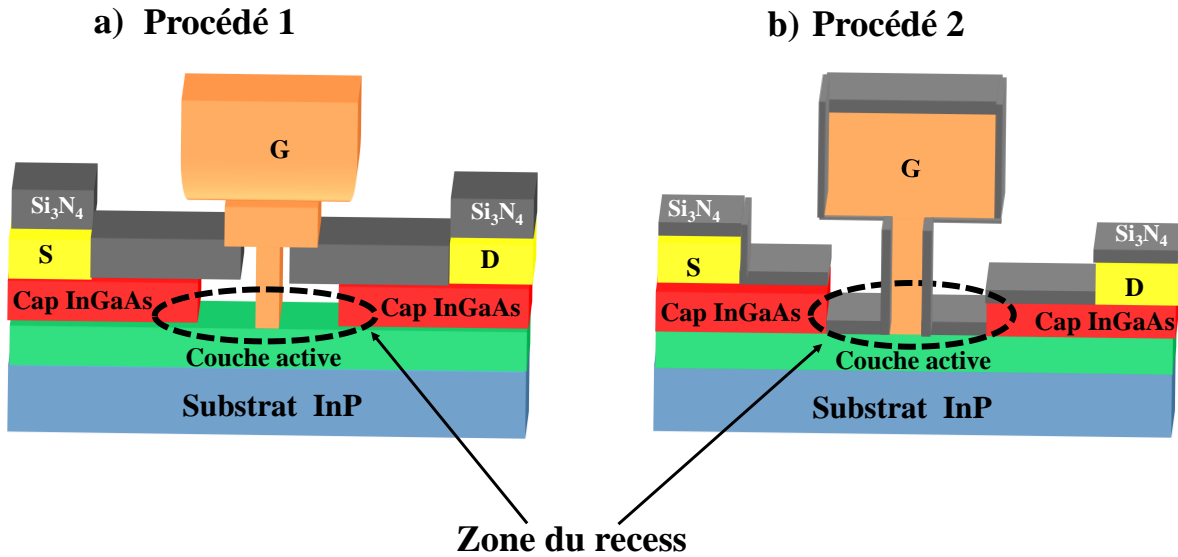 a) Procédé 1
b) Procédé 2
G
Si₃N₄
Si₃N₄
S
D
Cap InGaAs
Cap InGaAs
Couche active
Substrat InP
G
Si₃N₄
Si₃N₄
S
D
Cap InGaAs
Cap InGaAs
Couche active
Substrat InP
Zone du recess